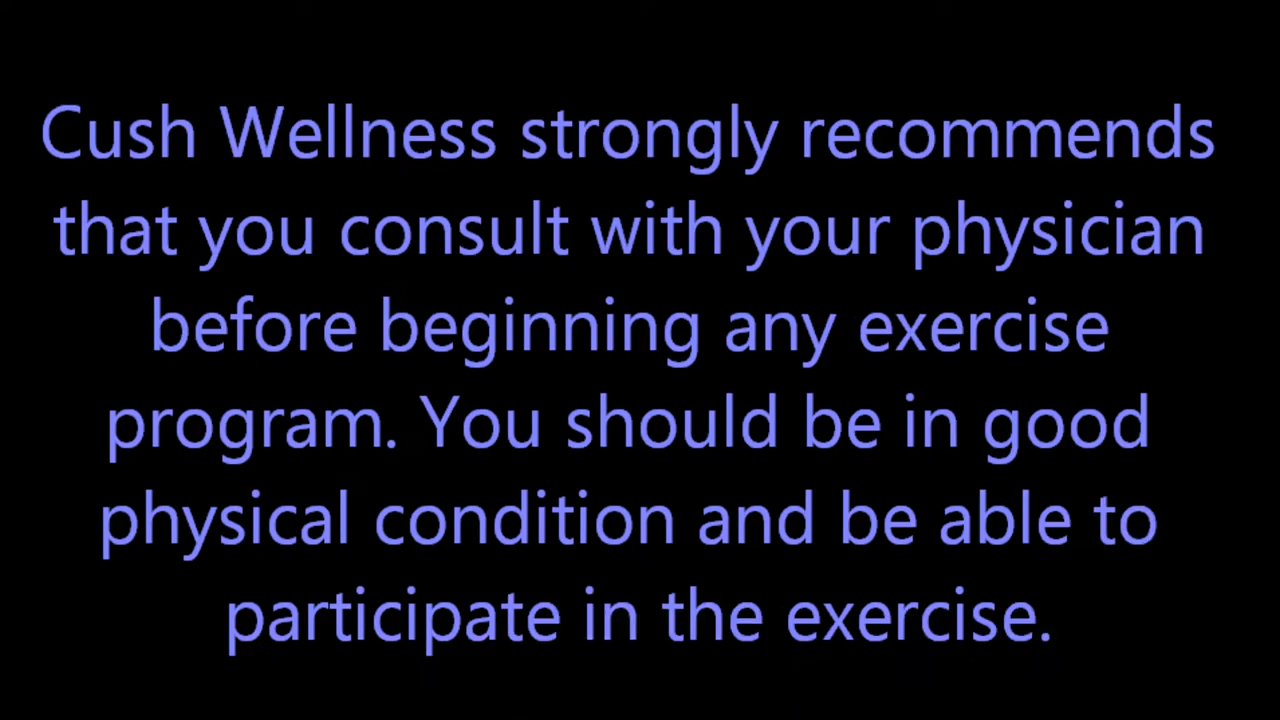 Cush Wellness strongly recommends
that you consult with your physician
before beginning any exercise
program. You should be in good
physical condition and be able to
participate in the exercise.